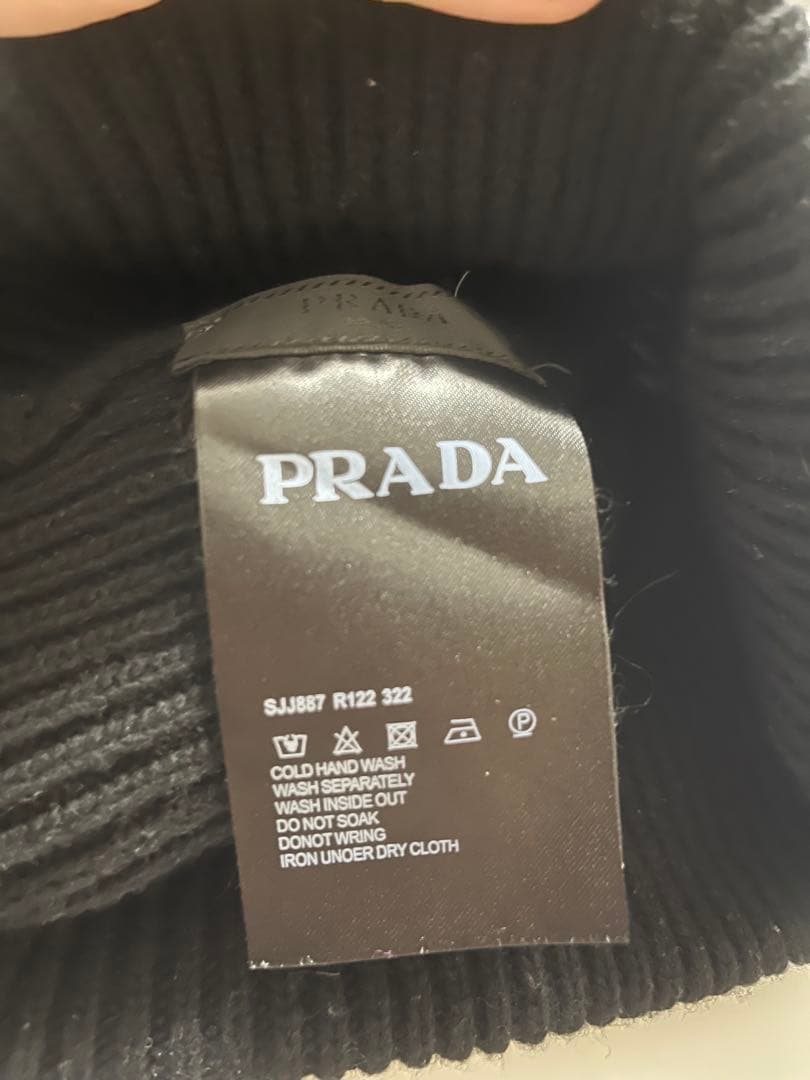 PRADA
PRADA
SJJ887 R122 322
P
COLD HAND WASH
WASH SEPARATELY
WASH INSIDE OUT
DO NOT SOAK
DONOT WRING
IRON UNOER DRY CLOTH